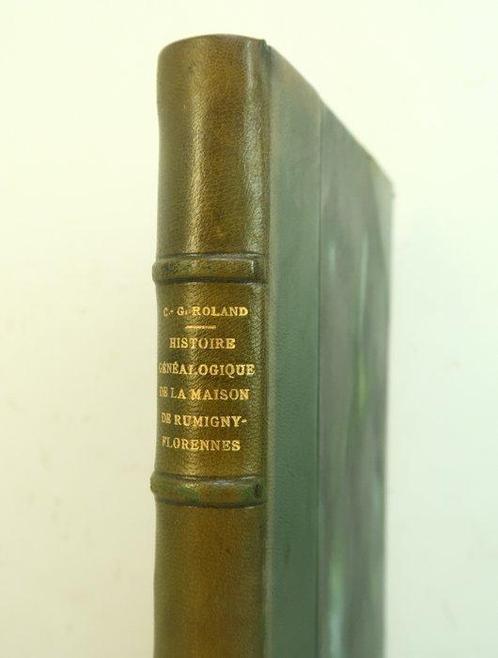 C.-G. ROLAND
HISTOIRE
GÉNÉALOGIQUE
DE LA MAISON
DE RUMIGNY-
FLORENNES